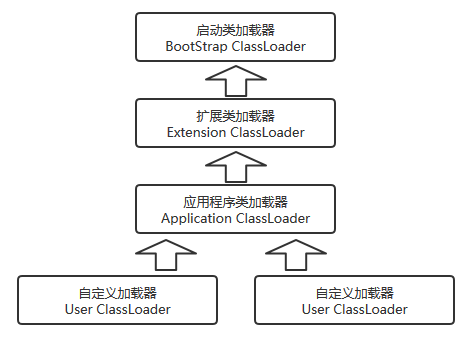 启动类加载器
BootStrap ClassLoader
扩展类加载器
Extension ClassLoader
应用程序类加载器
Application ClassLoader
自定义加载器
User ClassLoader
自定义加载器
User ClassLoader